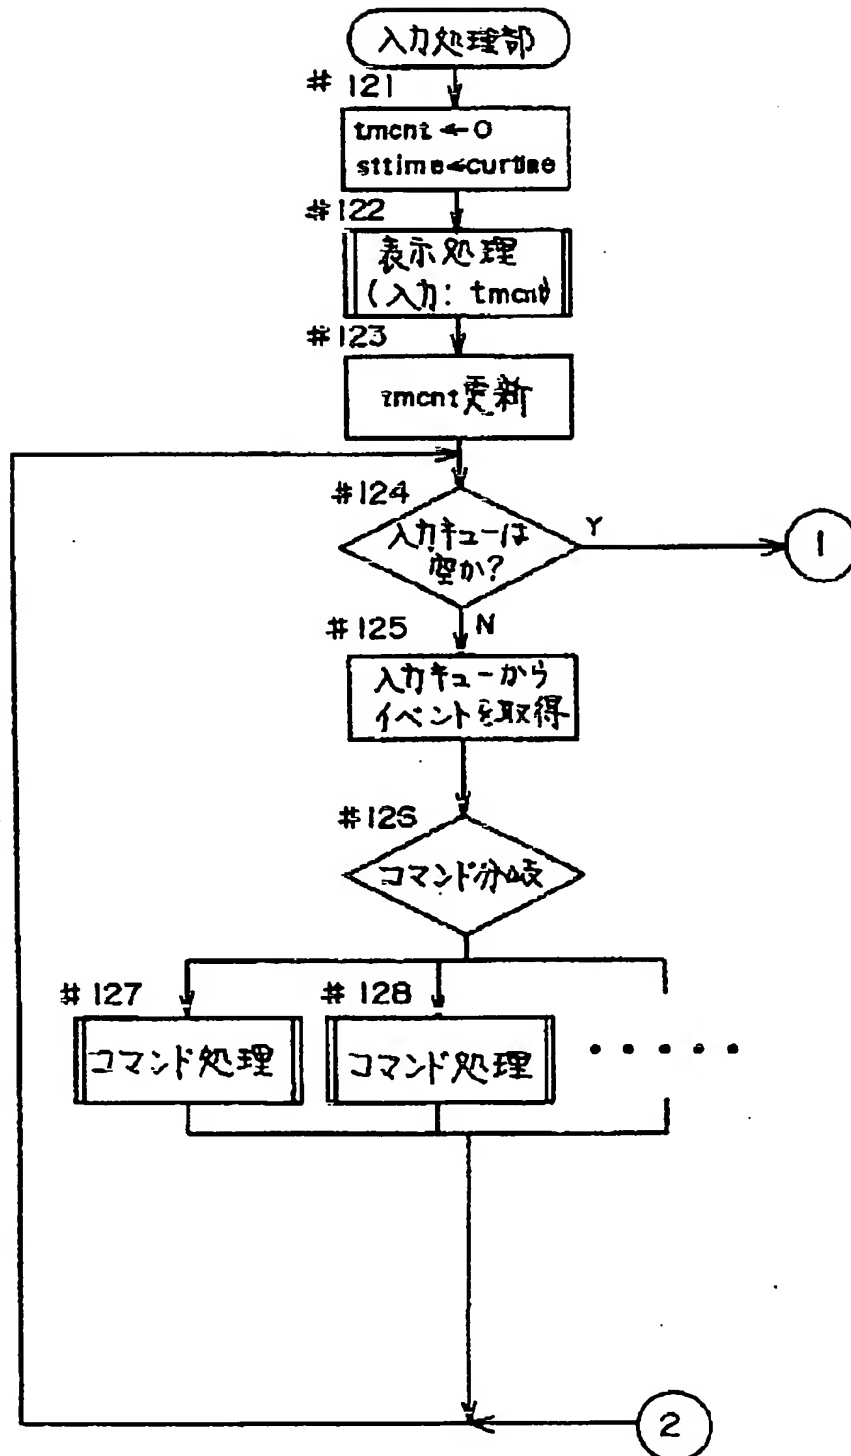 入力処理部
#121
tmcnt ← 0
sttime ← curtime
#122
表示処理
(入力: tmcnt)
#123
tmcnt更新
#124
入力キューは
空か?
Y
1
N
#125
入力キューから
イベントを取得
#126
コマンド分岐
#127
#128
コマンド処理
コマンド処理
・・・・・
2